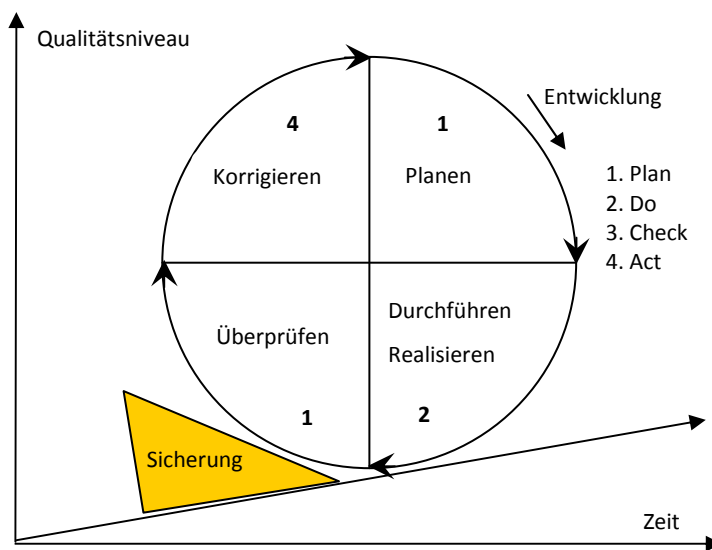 Qualitätsniveau
Entwicklung
4
1
Korrigieren
Planen
1. Plan
2. Do
3. Check
4. Act
Überprüfen
Durchführen
Realisieren
1
2
Sicherung
Zeit